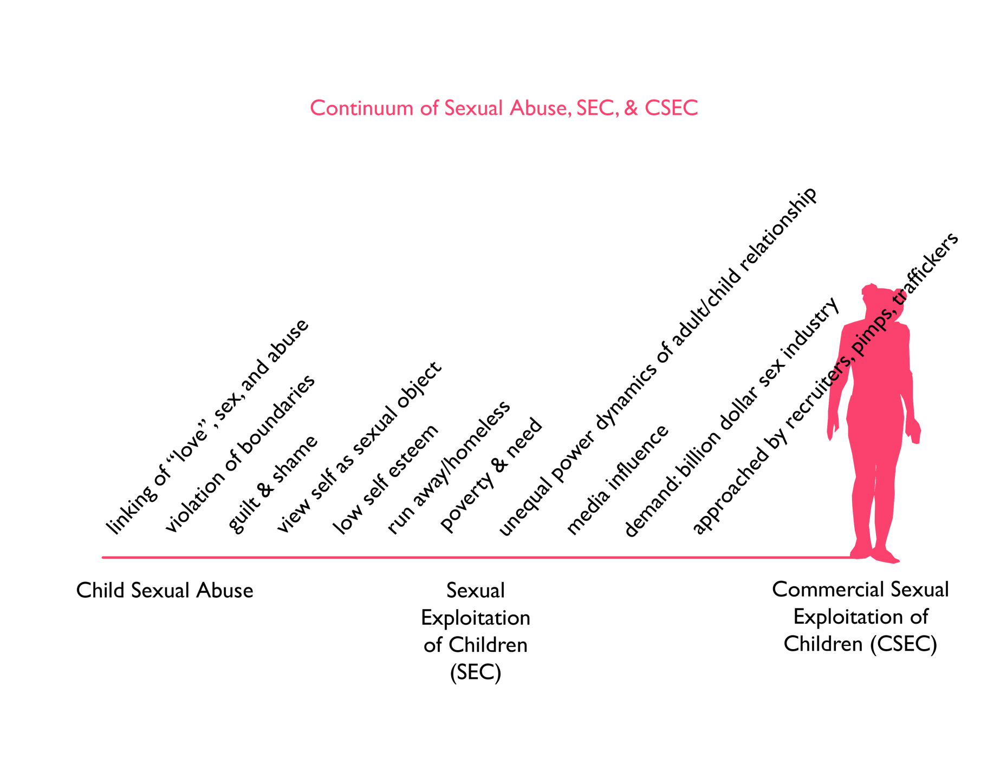 Continuum of Sexual Abuse, SEC, & CSEC
linking of “love”, sex, and abuse
violation of boundaries
guilt & shame
view self as sexual object
low self esteem
run away/homeless
poverty & need
unequal power dynamics of adult/child relationship
media influence
demand: billion dollar sex industry
approached by recruiters, pimps, traffickers
Child Sexual Abuse
Sexual
Exploitation
of Children
(SEC)
Commercial Sexual
Exploitation of
Children (CSEC)